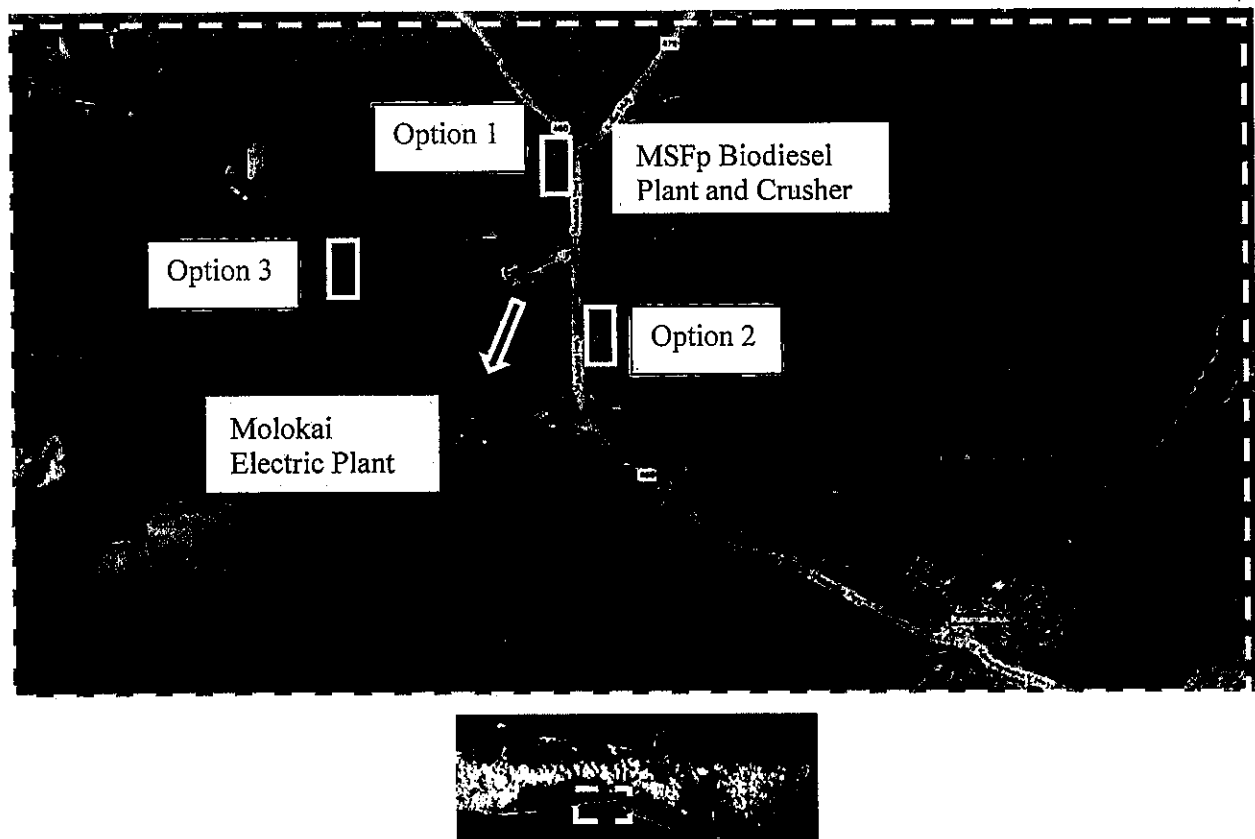 Option 1
MSFp Biodiesel
Plant and Crusher
Option 3
Option 2
Molokai
Electric Plant